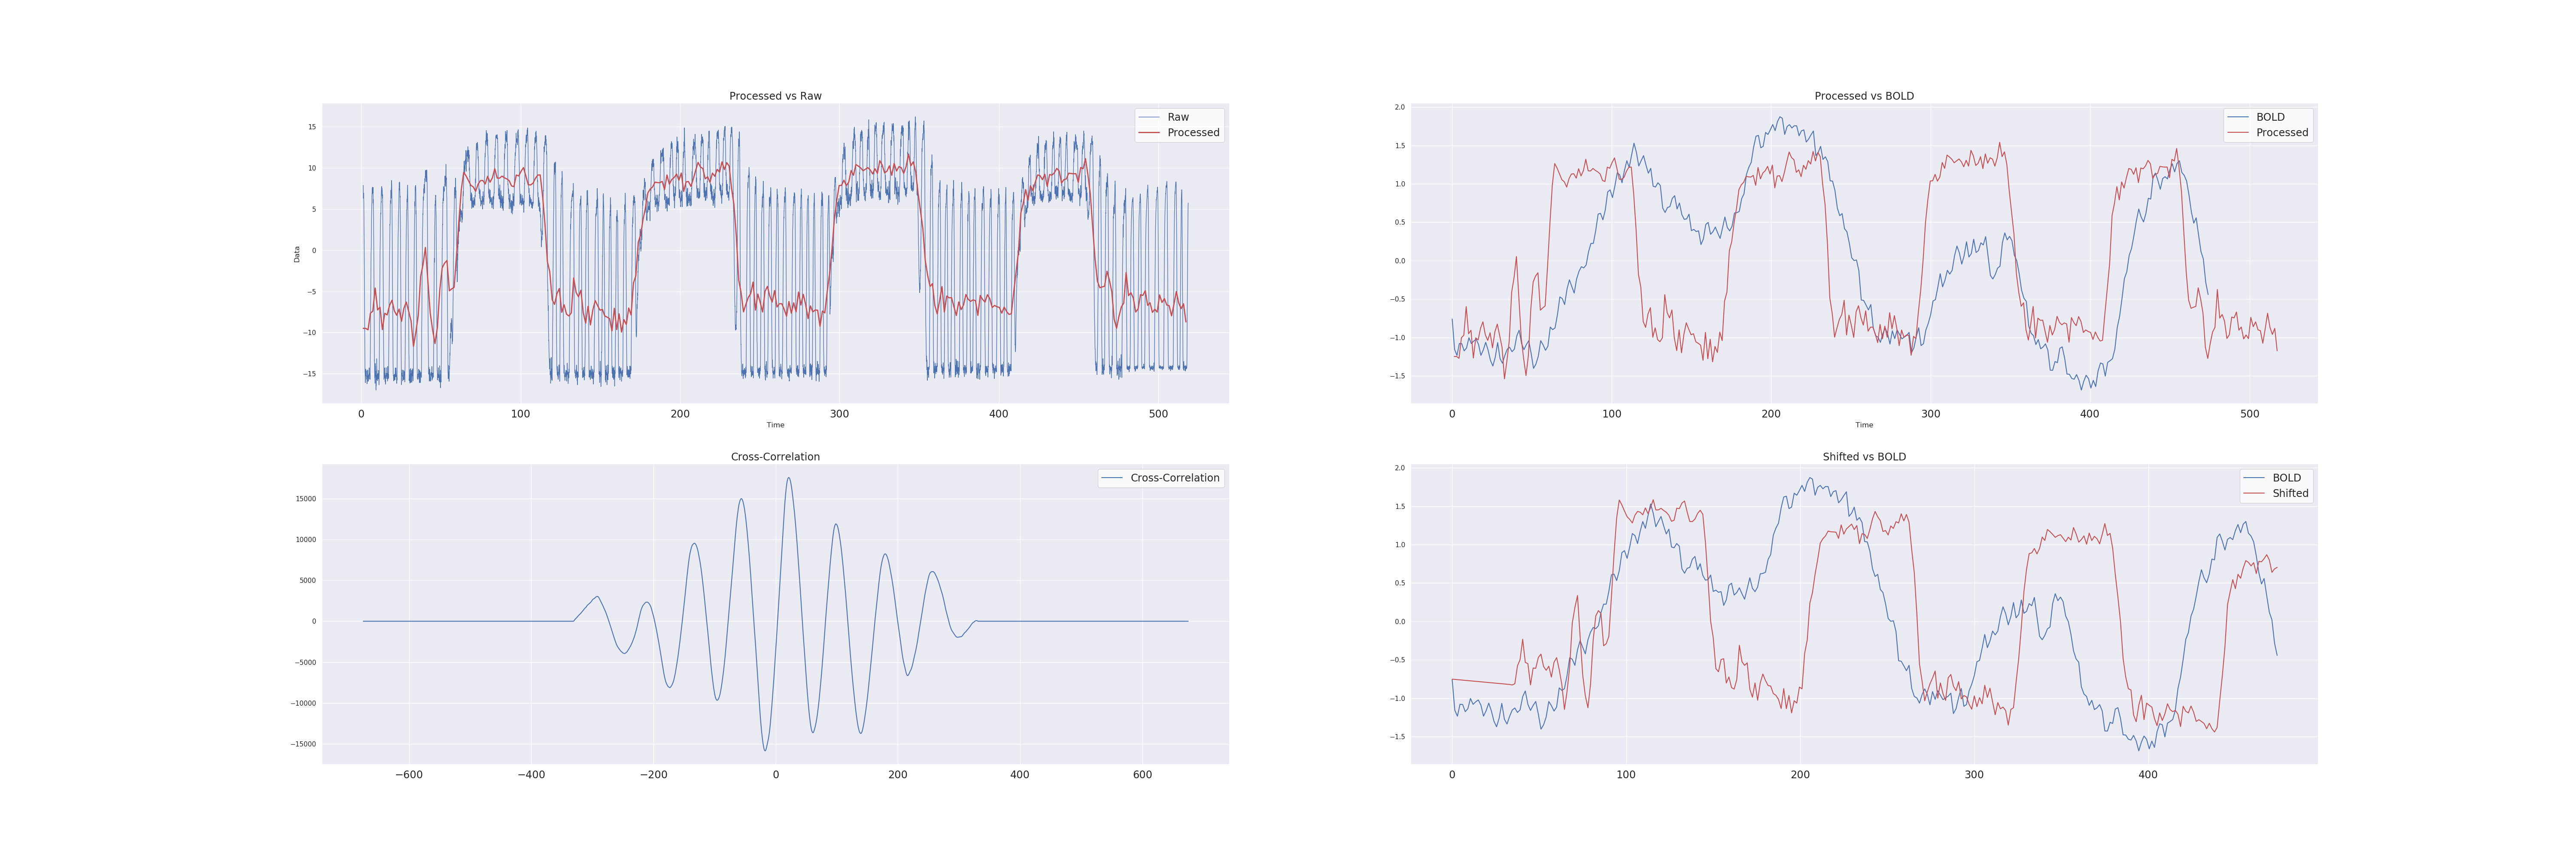 Processed vs Raw
Raw
Processed
Data
15
10
5
0
−5
−10
−15
0 100 200 300 400 500
Time
Processed vs BOLD
BOLD
Processed
2.0
1.5
1.0
0.5
0.0
−0.5
−1.0
−1.5
0 100 200 300 400 500
Time
Cross-Correlation
Cross-Correlation
15000
10000
5000
0
−5000
−10000
−15000
−600 −400 −200 0 200 400 600
Shifted vs BOLD
BOLD
Shifted
2.0
1.5
1.0
0.5
0.0
−0.5
−1.0
−1.5
0 100 200 300 400